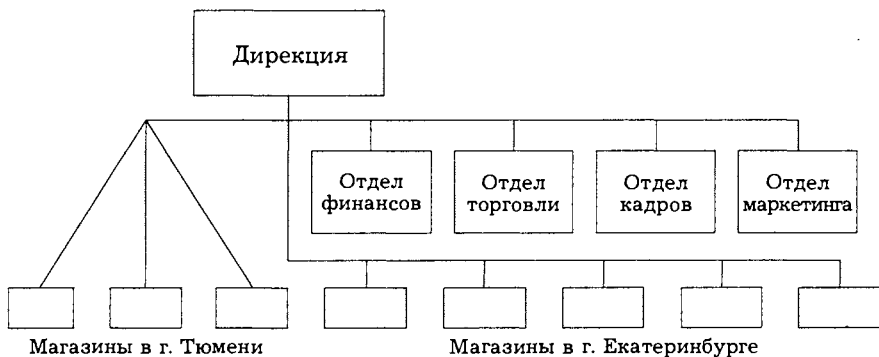 Дирекция
Отдел
финансов
Отдел
торговли
Отдел
кадров
Отдел
маркетинга
Магазины в г. Тюмени
Магазины в г. Екатеринбурге